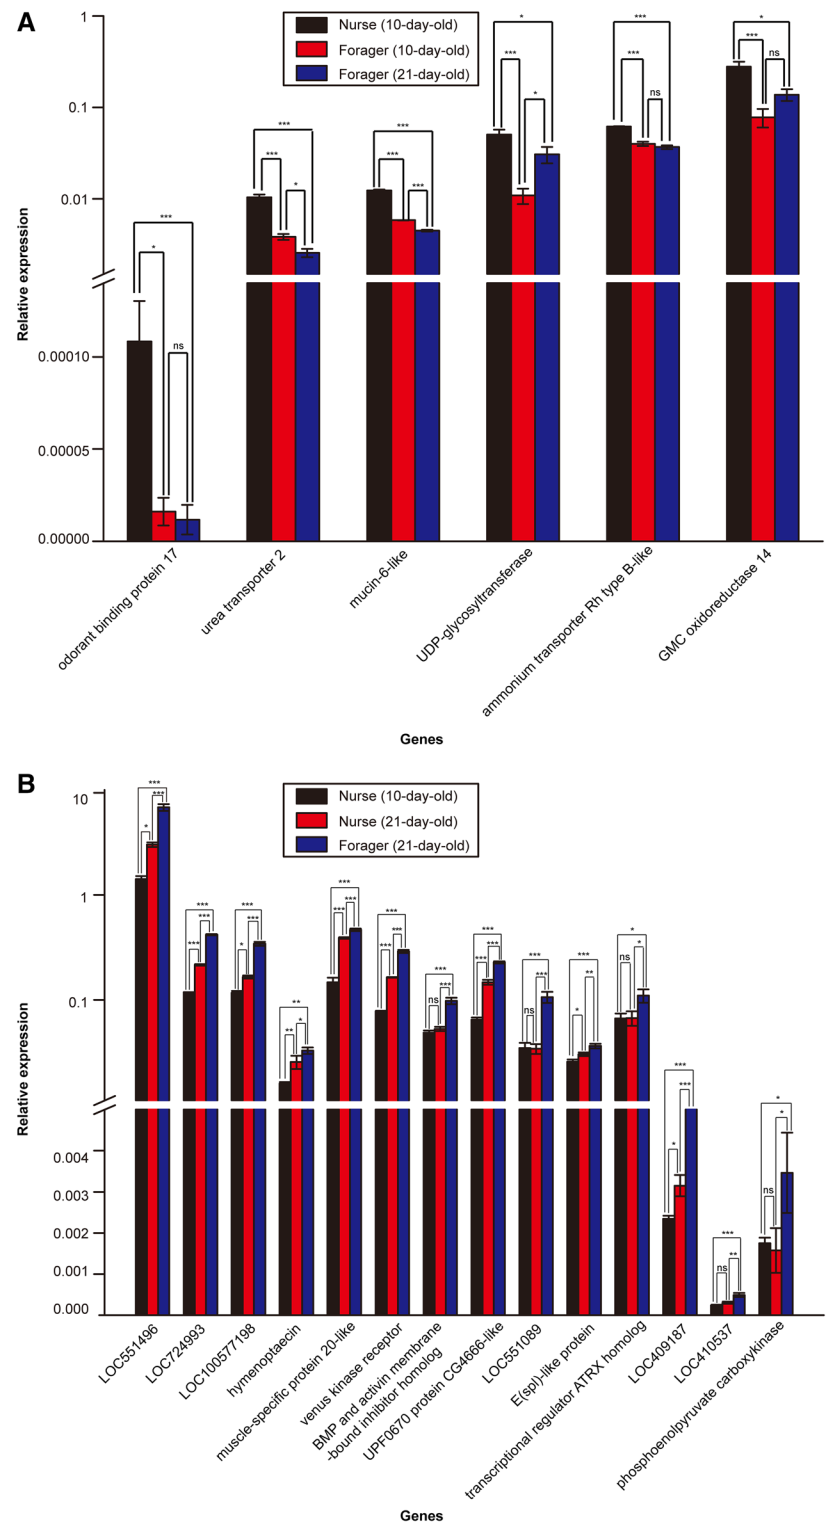 A
Nurse (10-day-old)
Forager (10-day-old)
Forager (21-day-old)
Relative expression
1
0.1
0.01
0.00010
0.00005
0.00000
* *** ns
*** *** *
*** *** ***
* *** *
*** *** ns
* *** ns
odorant binding protein 17
urea transporter 2
mucin-6-like
UDP-glycosyltransferase
ammonium transporter Rh type B-like
GMC oxidoreductase 14
Genes
B
Nurse (10-day-old)
Nurse (21-day-old)
Forager (21-day-old)
Relative expression
10
1
0.1
0.004
0.003
0.002
0.001
0.000
*** *** *
*** *** ***
*** *** *
** * **
*** *** ***
*** *** ***
*** *** ns
*** *** ***
*** *** ns
*** ** *
* * ns
*** *** *
*** ** ns
* * ns
LOC551496
LOC724993
LOC100577198
hymenoptaecin
muscle-specific protein 20-like
venus kinase receptor
BMP and activin membrane
-bound inhibitor homolog
UPF0670 protein CG4666-like
LOC551089
E(spl)-like protein
transcriptional regulator ATRX homolog
LOC409187
LOC410537
phosphoenolpyruvate carboxykinase
Genes